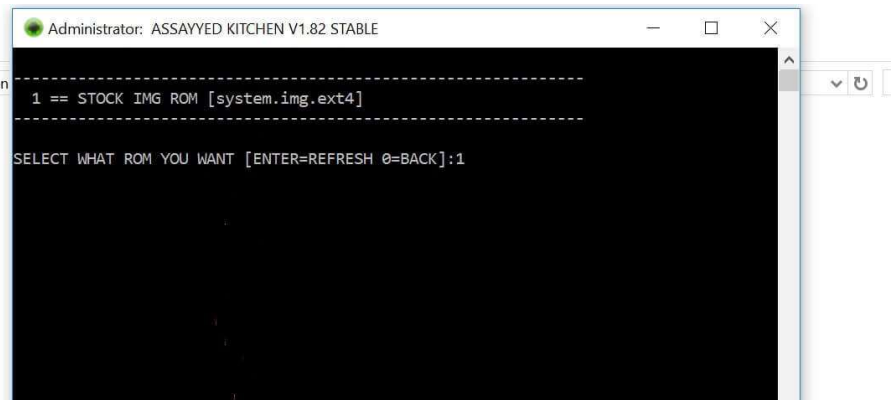 Administrator: ASSAYYED KITCHEN V1.82 STABLE
n
------------------------------------------------------------
1 == STOCK IMG ROM [system.img.ext4]
------------------------------------------------------------
SELECT WHAT ROM YOU WANT [ENTER=REFRESH 0=BACK]:1